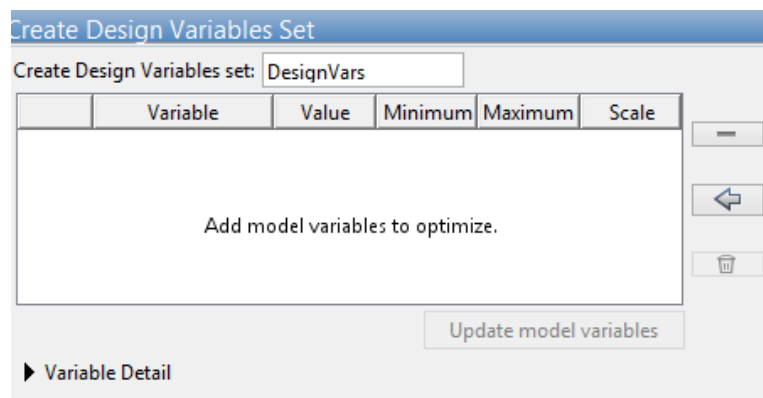 Create Design Variables Set
Create Design Variables set: DesignVars
Variable Value Minimum Maximum Scale
Add model variables to optimize.
Update model variables
Variable Detail